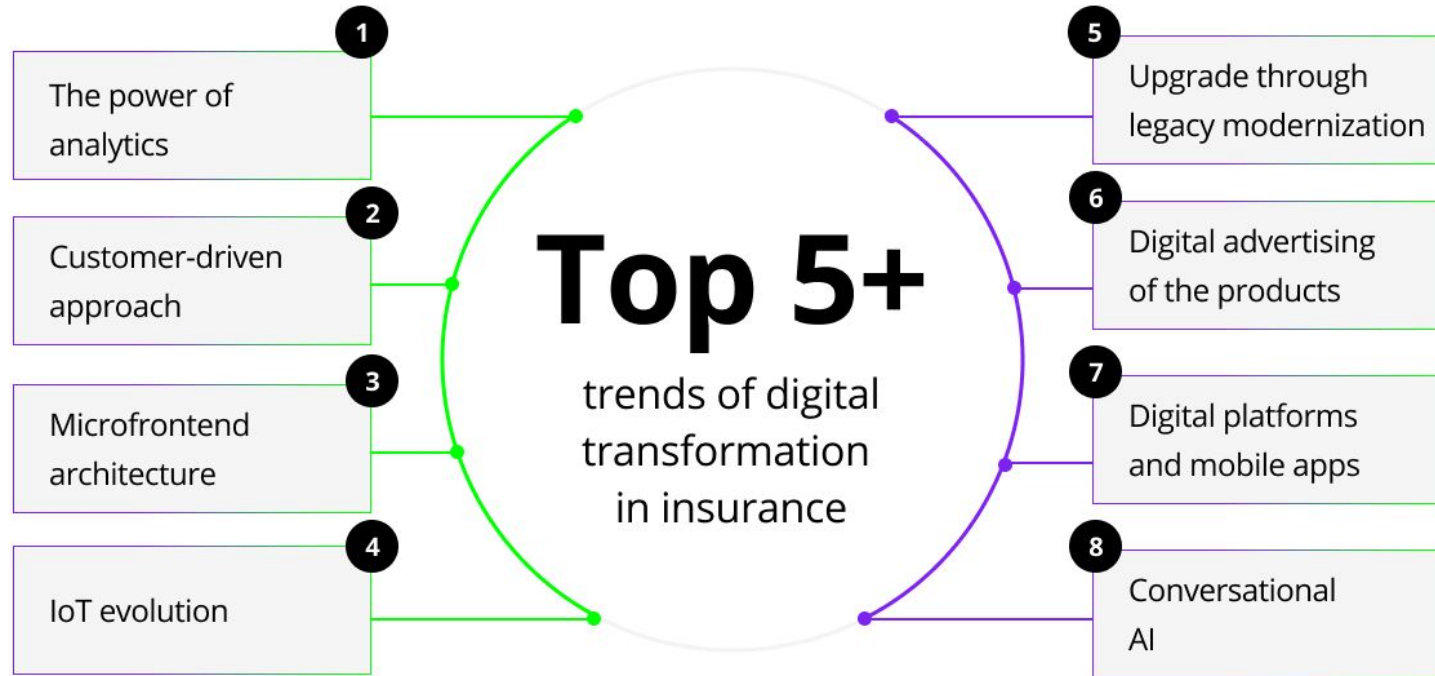 1
The power of
analytics
2
Customer-driven
approach
3
Microfrontend
architecture
4
IoT evolution
Top 5+
trends of digital
transformation
in insurance
5
Upgrade through
legacy modernization
6
Digital advertising
of the products
7
Digital platforms
and mobile apps
8
Conversational
AI